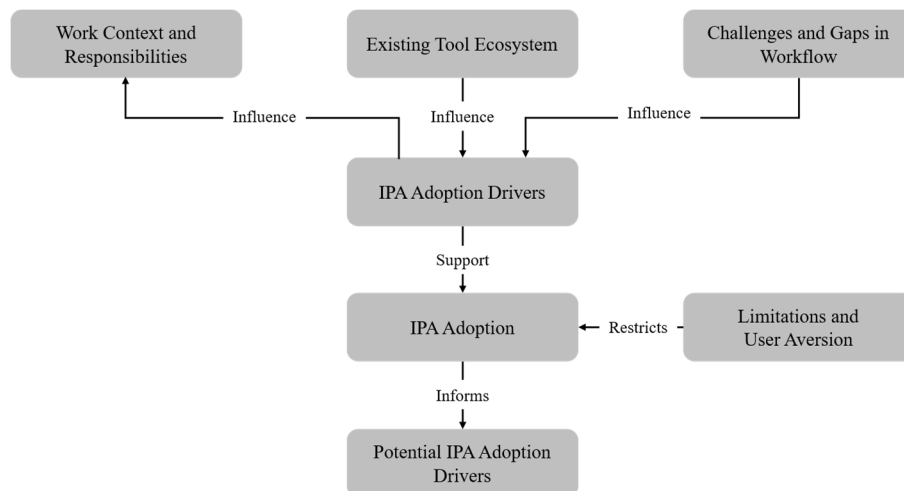 Work Context and
Responsibilities
Existing Tool Ecosystem
Challenges and Gaps in
Workflow
Influence
Influence
Influence
IPA Adoption Drivers
Support
IPA Adoption
Restricts
Limitations and
User Aversion
Informs
Potential IPA Adoption
Drivers